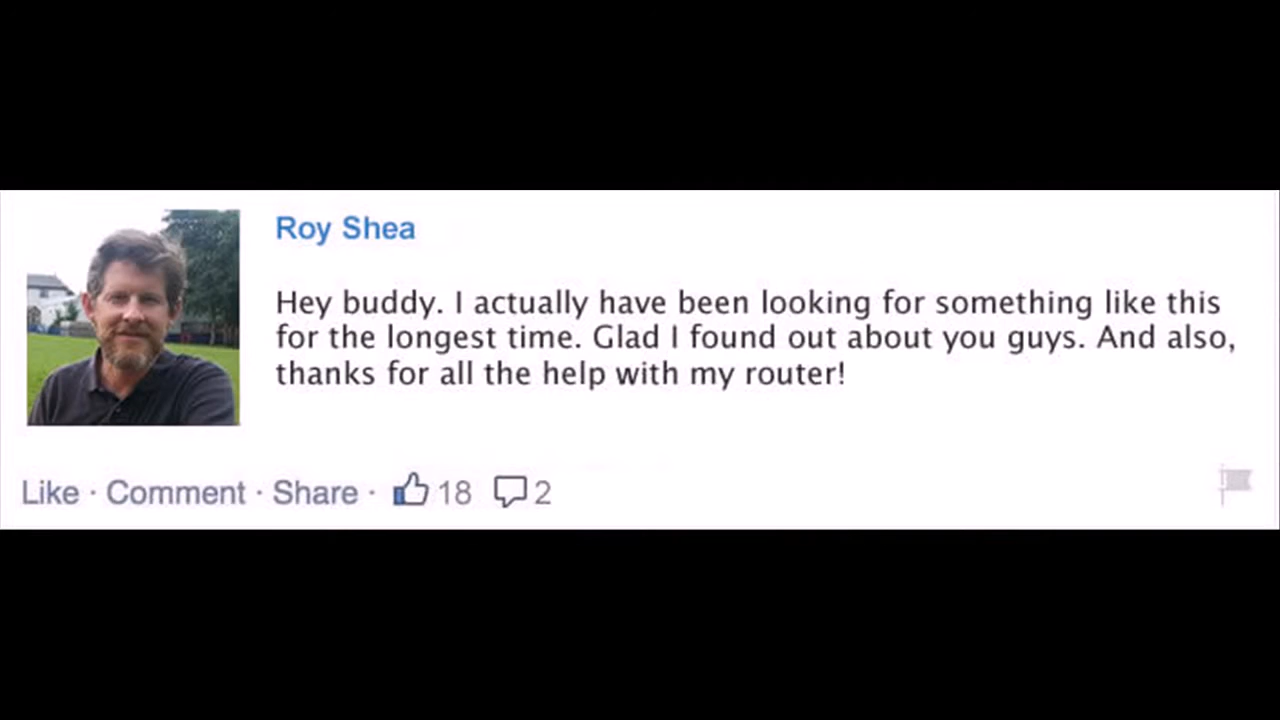 Roy Shea
Hey buddy. I actually have been looking for something like this
for the longest time. Glad I found out about you guys. And also,
thanks for all the help with my router!
Like · Comment · Share · 18 2